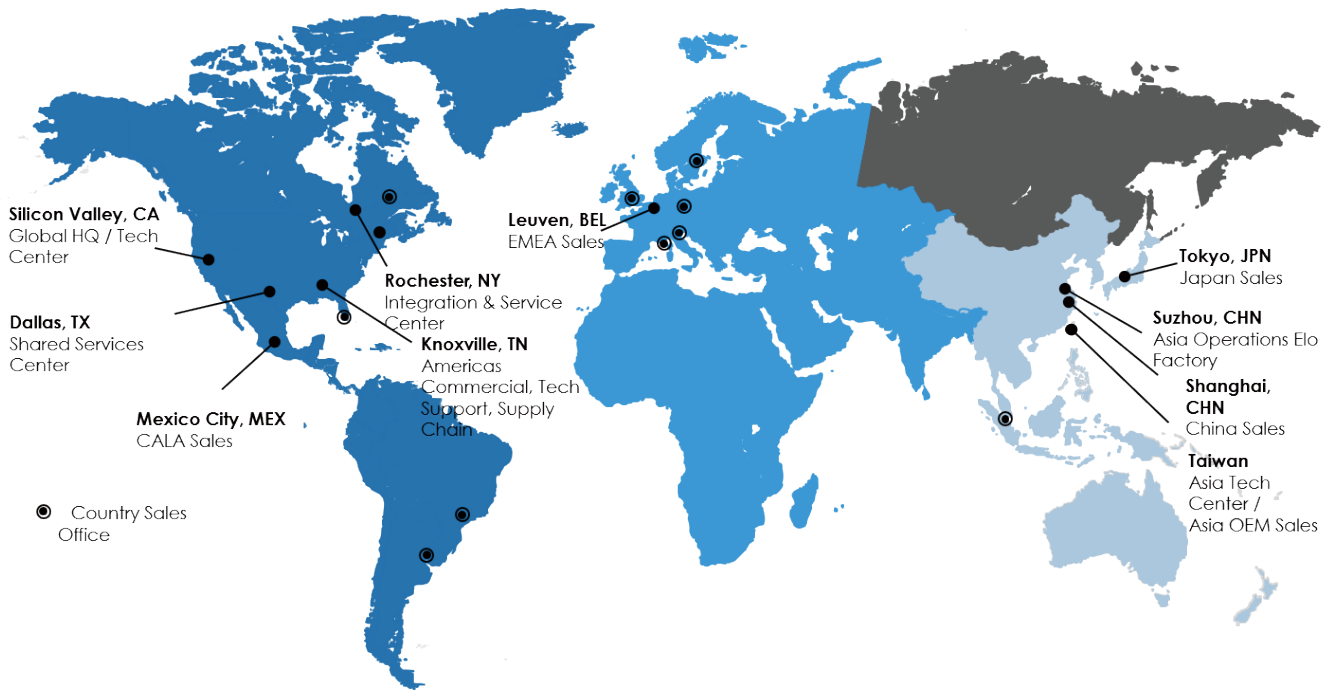 Silicon Valley, CA
Global HQ / Tech
Center
Dallas, TX
Shared Services
Center
Mexico City, MEX
CALA Sales
Rochester, NY
Integration & Service
Center
Knoxville, TN
Americas
Commercial, Tech
Support, Supply
Chain
Country Sales
Office
Leuven, BEL
EMEA Sales
Tokyo, JPN
Japan Sales
Suzhou, CHN
Asia Operations Elo
Factory
Shanghai,
CHN
China Sales
Taiwan
Asia Tech
Center /
Asia OEM Sales